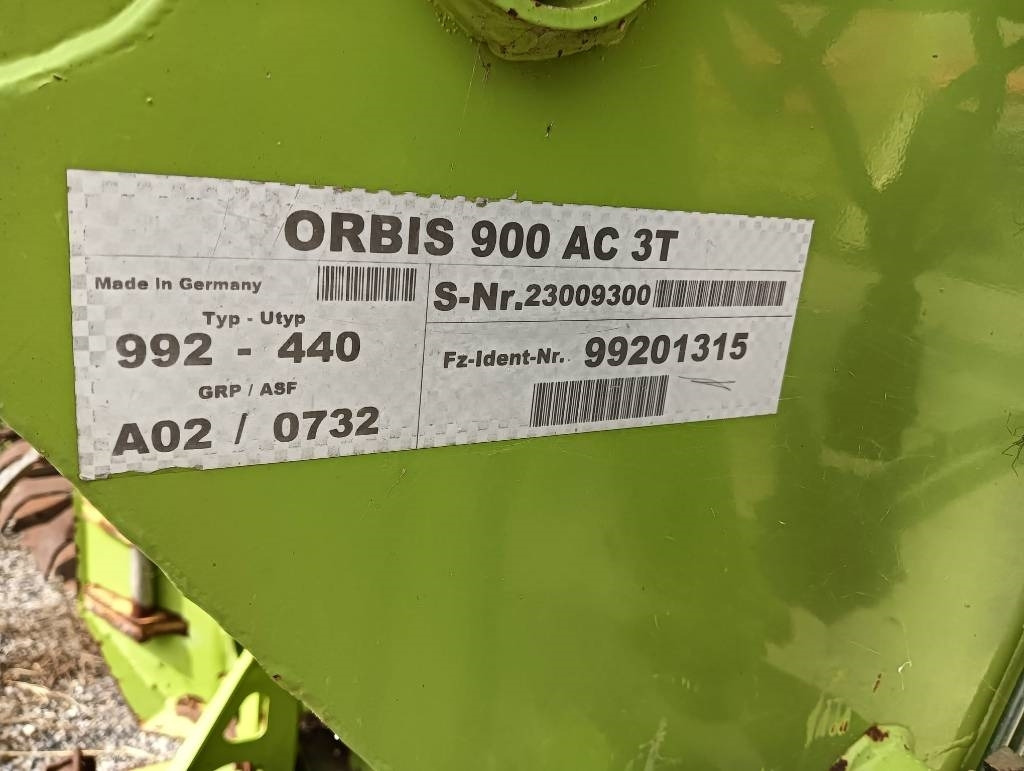 ORBIS 900 AC 3T
Made In Germany
Typ - Utyp
992 - 440
GRP / ASF
A02 / 0732
S-Nr.23009300
Fz-Ident-Nr. 99201315